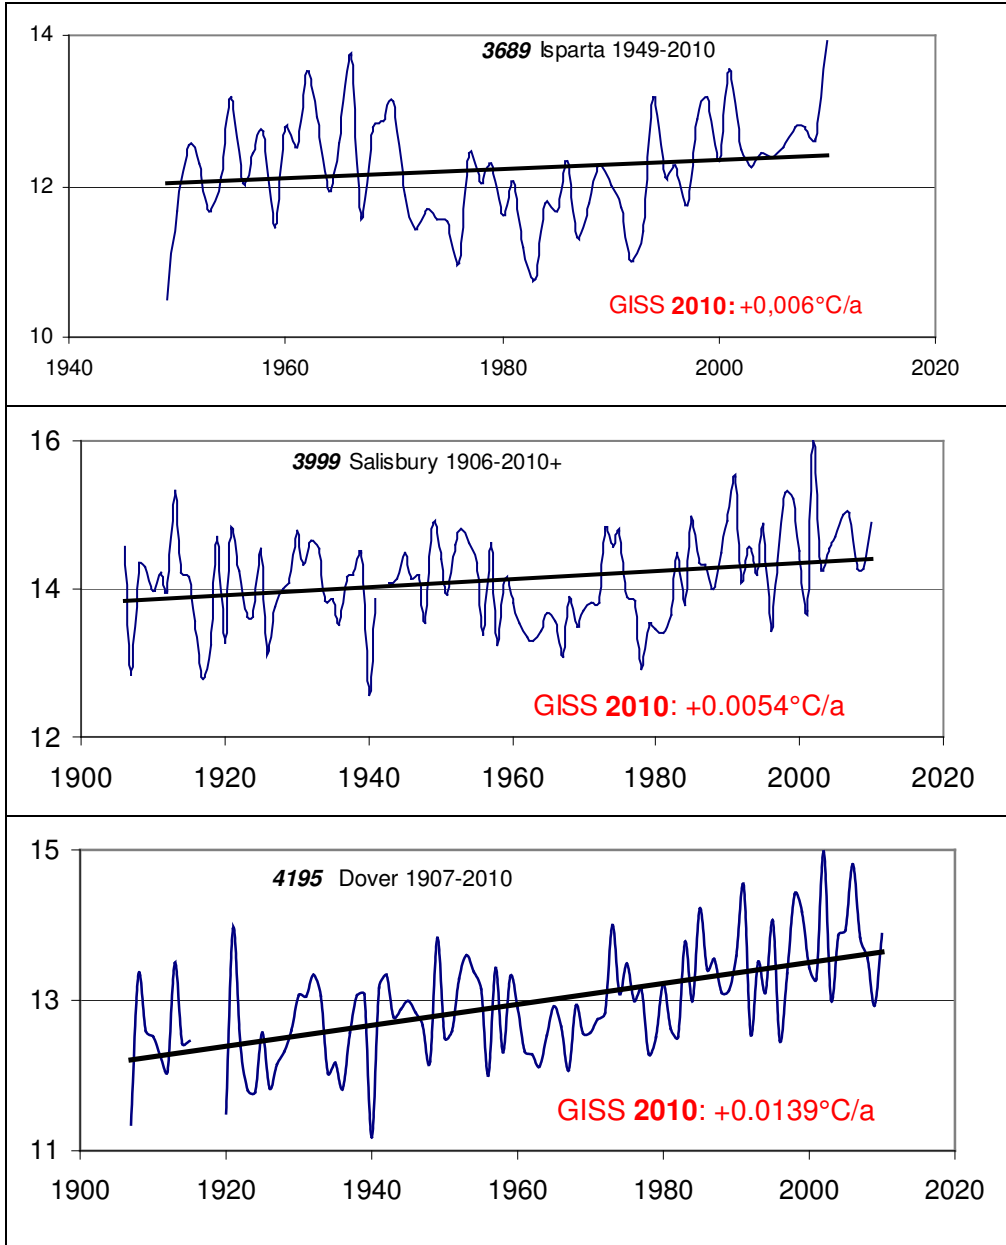 14
3689 Isparta 1949-2010
12
GISS 2010: +0,006°C/a
10
1940 1960 1980 2000 2020
16
3999 Salisbury 1906-2010+
14
GISS 2010: +0.0054°C/a
12
1900 1920 1940 1960 1980 2000 2020
15
4195 Dover 1907-2010
13
GISS 2010: +0.0139°C/a
11
1900 1920 1940 1960 1980 2000 2020